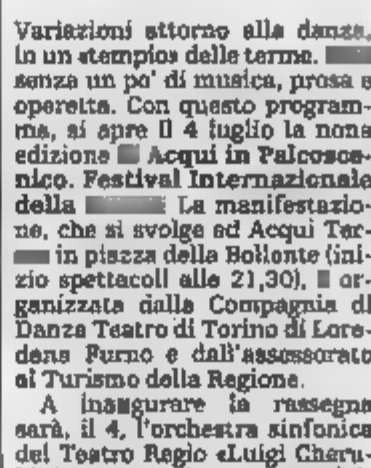 Variazioni attorno alla danza,
in un «tempio» delle terme.
senza un po' di musica, prosa e
operetta. Con questo program-
ma, si apre il 4 luglio la nona
edizione Acqui in Palcosce-
nico. Festival Internazionale
della La manifestazio-
ne, che si svolge ad Acqui Ter-
in piazza della Bollente (ini-
zio spettacoli alle 21,30), or-
ganizzata dalla Compagnia di
Danza Teatro di Torino di Lore-
dana Furno e dall'assessorato
al Turismo della Regione.
A inaugurare la rassegna
sarà, il 4, l'orchestra sinfonica
del Teatro Regio «Luigi Cheru-